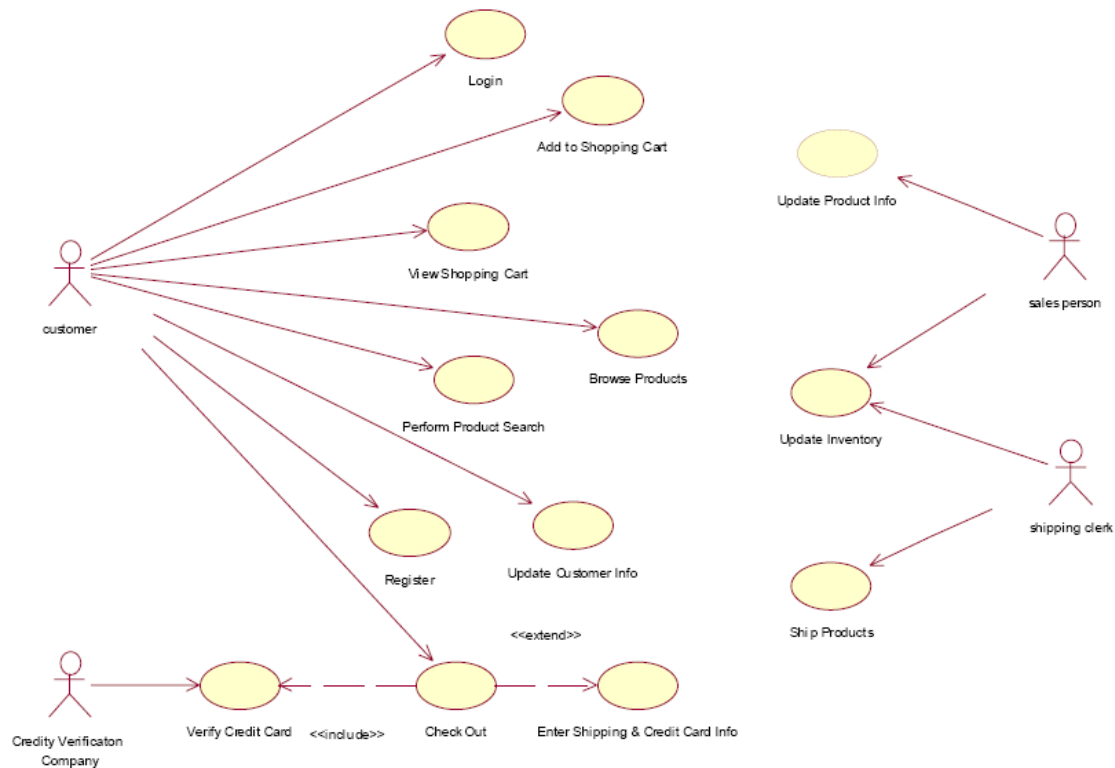 Login
Add to Shopping Cart
Update Product Info
View Shopping Cart
sales person
customer
Browse Products
Perform Product Search
Update Inventory
shipping clerk
Register
Update Customer Info
Ship Products
<<extend>>
Verify Credit Card
<<include>>
Check Out
Enter Shipping & Credit Card Info
Credity Verificaton
Company